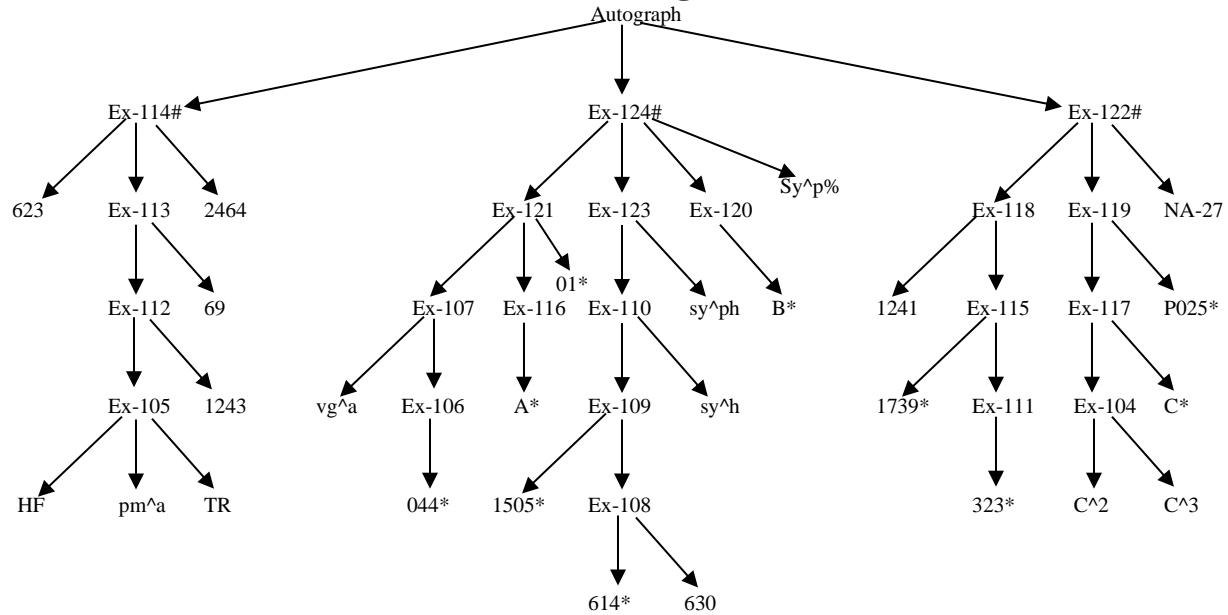 Autograph
Ex-114# Ex-124# Ex-122#
Sy^p%
623 Ex-113 2464 Ex-121 Ex-123 Ex-120 Ex-118 Ex-119 NA-27
01*
Ex-112 69 Ex-107 Ex-116 Ex-110 sy^ph B* 1241 Ex-115 Ex-117 P025*
Ex-105 1243 vg^a Ex-106 A* Ex-109 sy^h 1739* Ex-111 Ex-104 C*
HF pm^a TR 044* 1505* Ex-108 323* C^2 C^3
614* 630